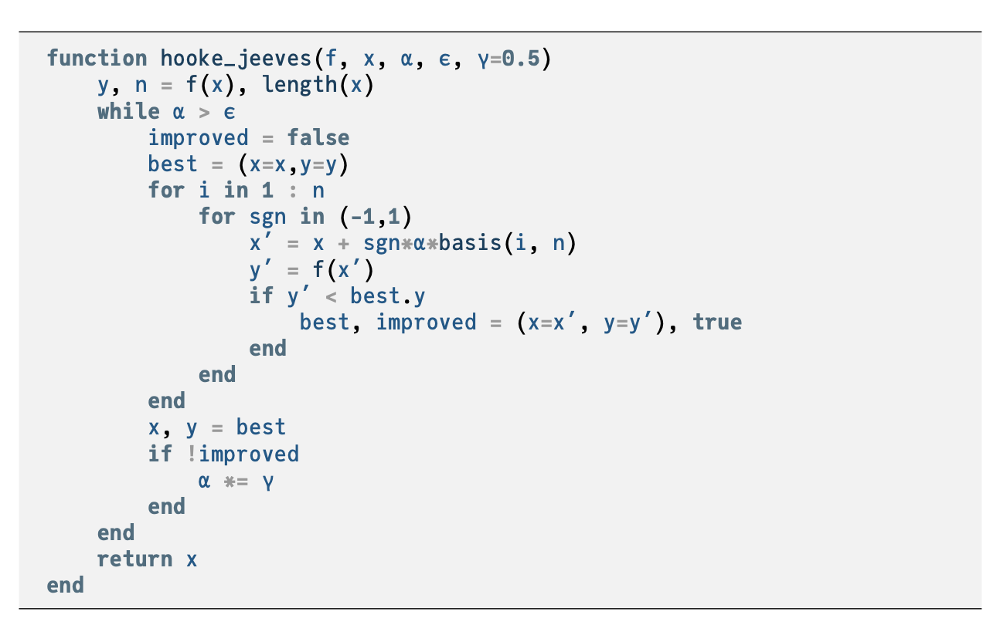 function hooke_jeeves(f, x, α, ϵ, γ=0.5)
    y, n = f(x), length(x)
    while α > ϵ
        improved = false
        best = (x=x,y=y)
        for i in 1 : n
            for sgn in (-1,1)
                x′ = x + sgn*α*basis(i, n)
                y′ = f(x′)
                if y′ < best.y
                    best, improved = (x=x′, y=y′), true
                end
            end
        end
        x, y = best
        if !improved
            α *= γ
        end
    end
    return x
end